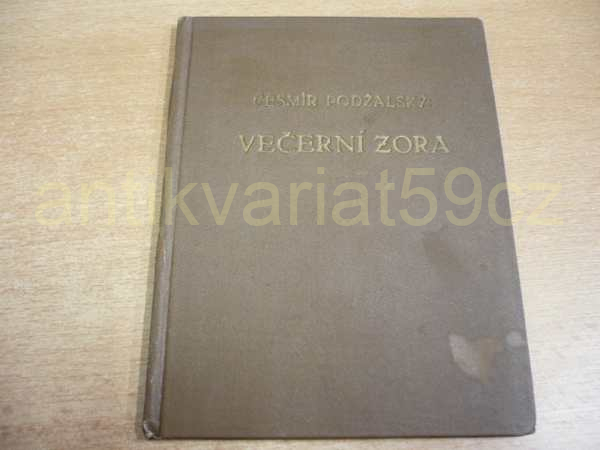 ČESMÍR PODŽALSKÝ:
VEČERNÍ ZORA
antikvariat59cz